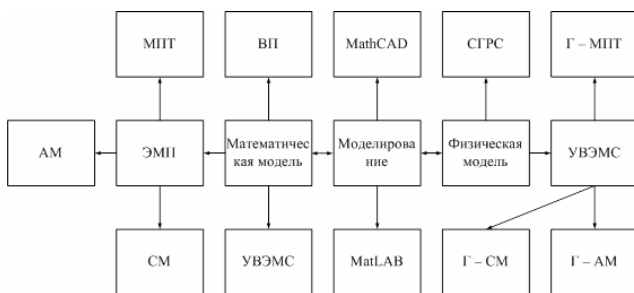 МПТ
ВП
MathCAD
СГРС
Г – МПТ
АМ
ЭМП
Математичес
кая модель
Моделирова
ние
Физическая
модель
УВЭМС
СМ
УВЭМС
MatLAB
Г – СМ
Г – АМ